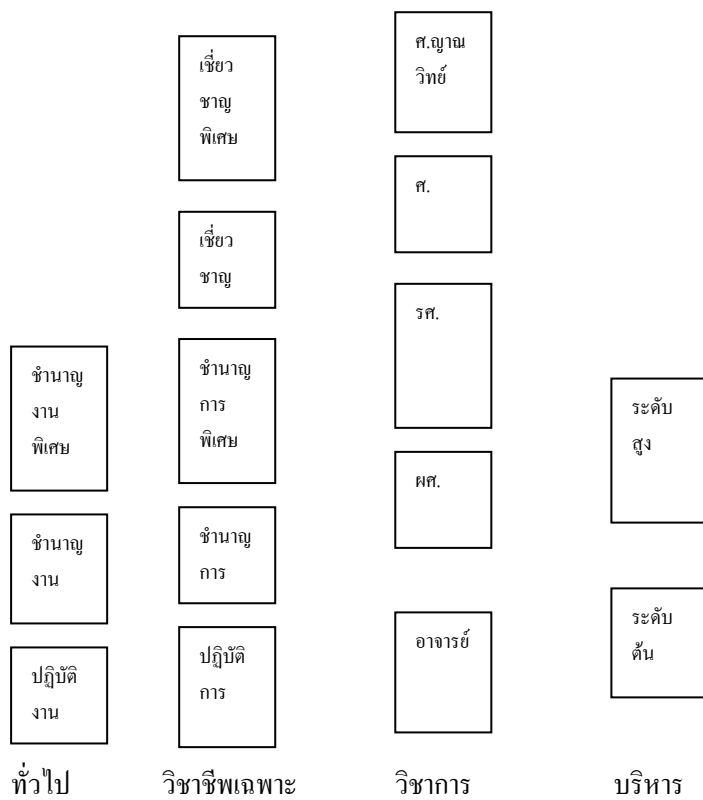 ศ.ญาณ
วิทย์
เชี่ยว
ชาญ
พิเศษ
ศ.
เชี่ยว
ชาญ
รศ.
ชำนาญ
งาน
พิเศษ
ชำนาญ
การ
พิเศษ
ระดับ
สูง
ผศ.
ชำนาญ
งาน
ชำนาญ
การ
ระดับ
ต้น
อาจารย์
ปฏิบัติ
งาน
ปฏิบัติ
การ
ทั่วไป วิชาชีพเฉพาะ วิชาการ บริหาร